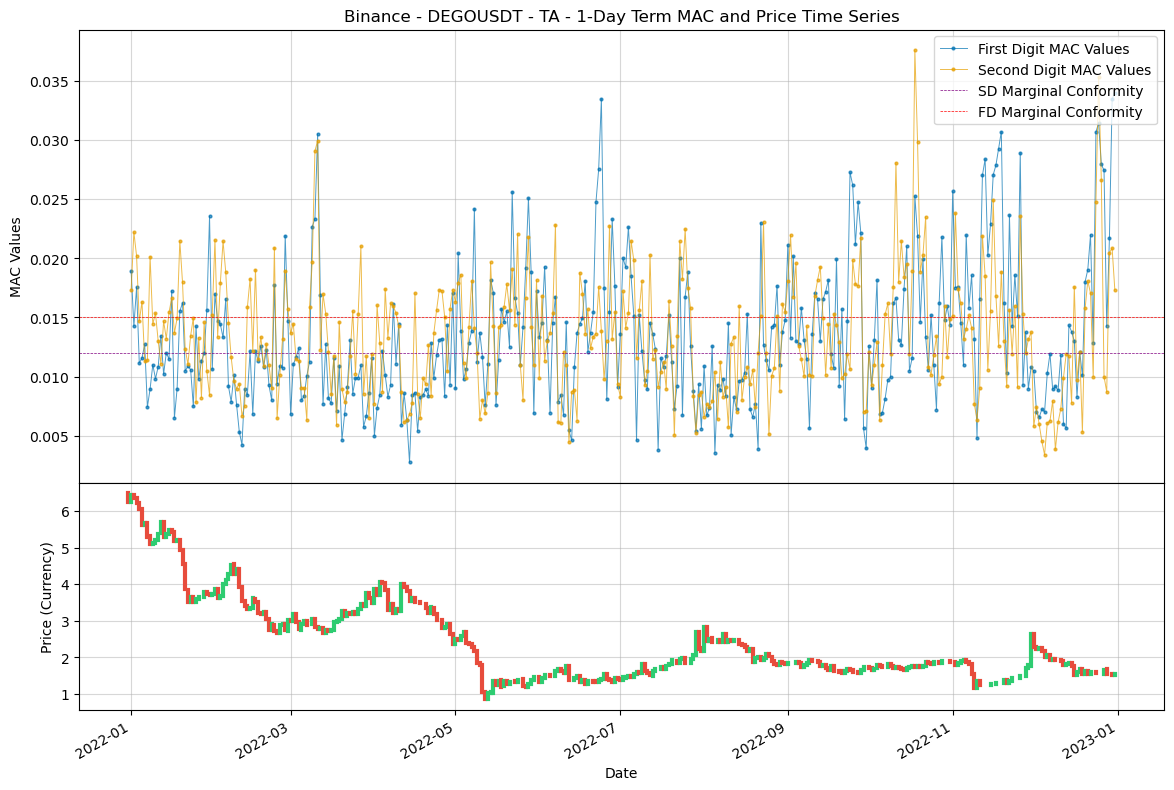 Binance - DEGOUSDT - TA - 1-Day Term MAC and Price Time Series
First Digit MAC Values
Second Digit MAC Values
SD Marginal Conformity
FD Marginal Conformity
MAC Values
0.035
0.030
0.025
0.020
0.015
0.010
0.005
Price (Currency)
6
5
4
3
2
1
2022-01
2022-03
2022-05
2022-07
2022-09
2022-11
2023-01
Date